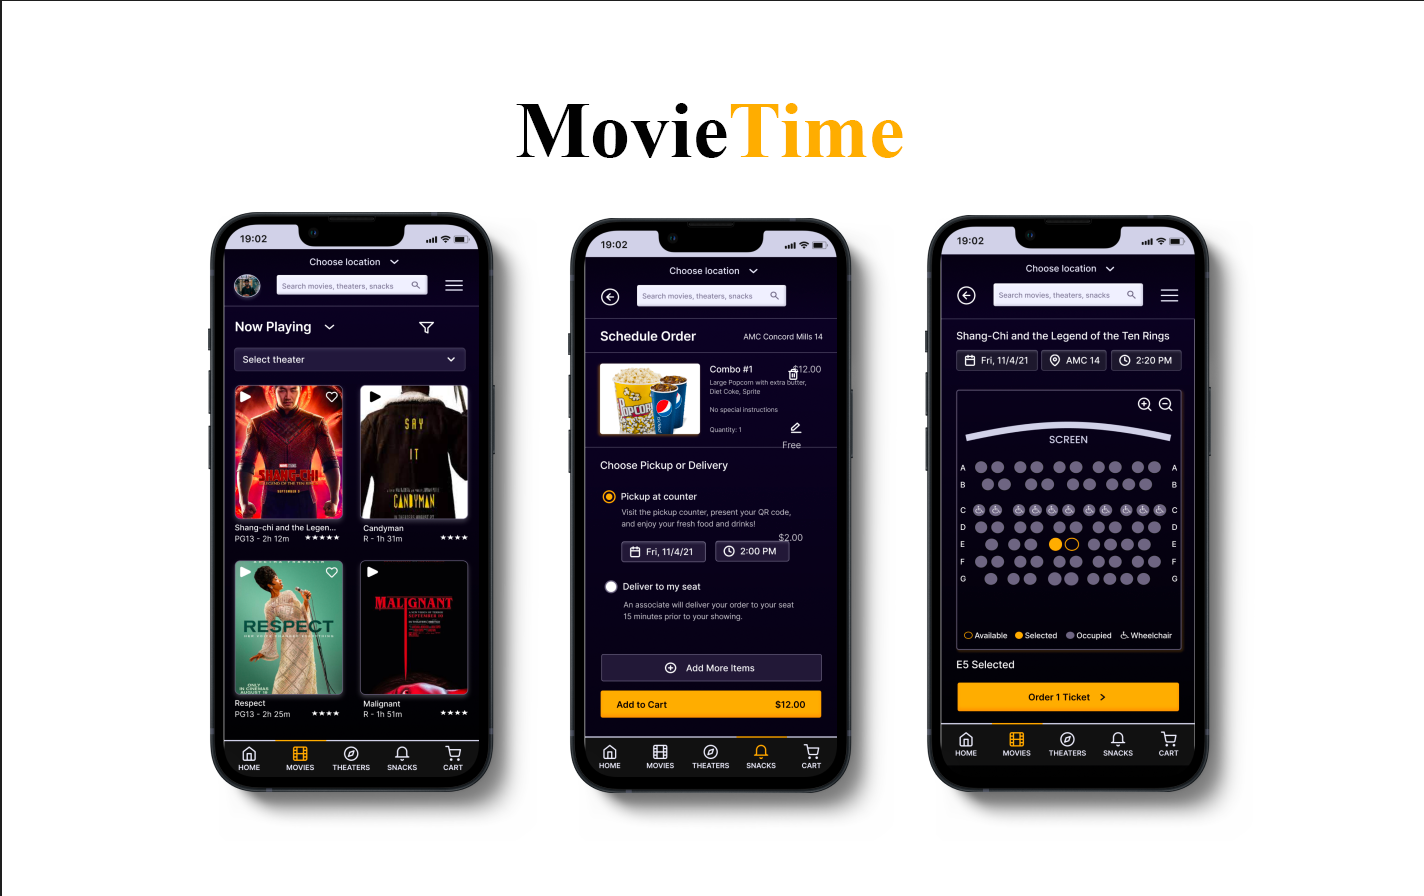 MovieTime
19:02
Choose location
Search movies, theaters, snacks
Now Playing
Select theater
SHANG-CHI
LEGEND OF THE TEN RINGS
SEPTEMBER 3
Shang-chi and the Legen...
PG13 - 2h 12m ★★★★★
SAY
IT
CANDYMAN
Candyman
R - 1h 31m ★★★★
RESPECT
ONLY
IN CINEMAS
AUGUST 13
Respect
PG13 - 2h 25m ★★★★
MALIGNANT
Malignant
R - 1h 51m ★★★★
HOME MOVIES THEATERS SNACKS CART
19:02
Choose location
Search movies, theaters, snacks
Schedule Order AMC Concord Mills 14
POPCORN
pepsi
Combo #1 $12.00
Large Popcorn with extra butter,
Diet Coke, Sprite
No special instructions
Quantity: 1
Free
Choose Pickup or Delivery
Pickup at counter
Visit the pickup counter, present your QR code,
and enjoy your fresh food and drinks!
$2.00
Fri, 11/4/21 2:00 PM
Deliver to my seat
An associate will deliver your order to your seat
15 minutes prior to your showing.
Add More Items
Add to Cart $12.00
HOME MOVIES THEATERS SNACKS CART
19:02
Choose location
Search movies, theaters, snacks
Shang-Chi and the Legend of the Ten Rings
Fri, 11/4/21 AMC 14 2:20 PM
SCREEN
A A
B B
C C
D D
E E
F F
G G
Available Selected Occupied Wheelchair
E5 Selected
Order 1 Ticket
HOME MOVIES THEATERS SNACKS CART